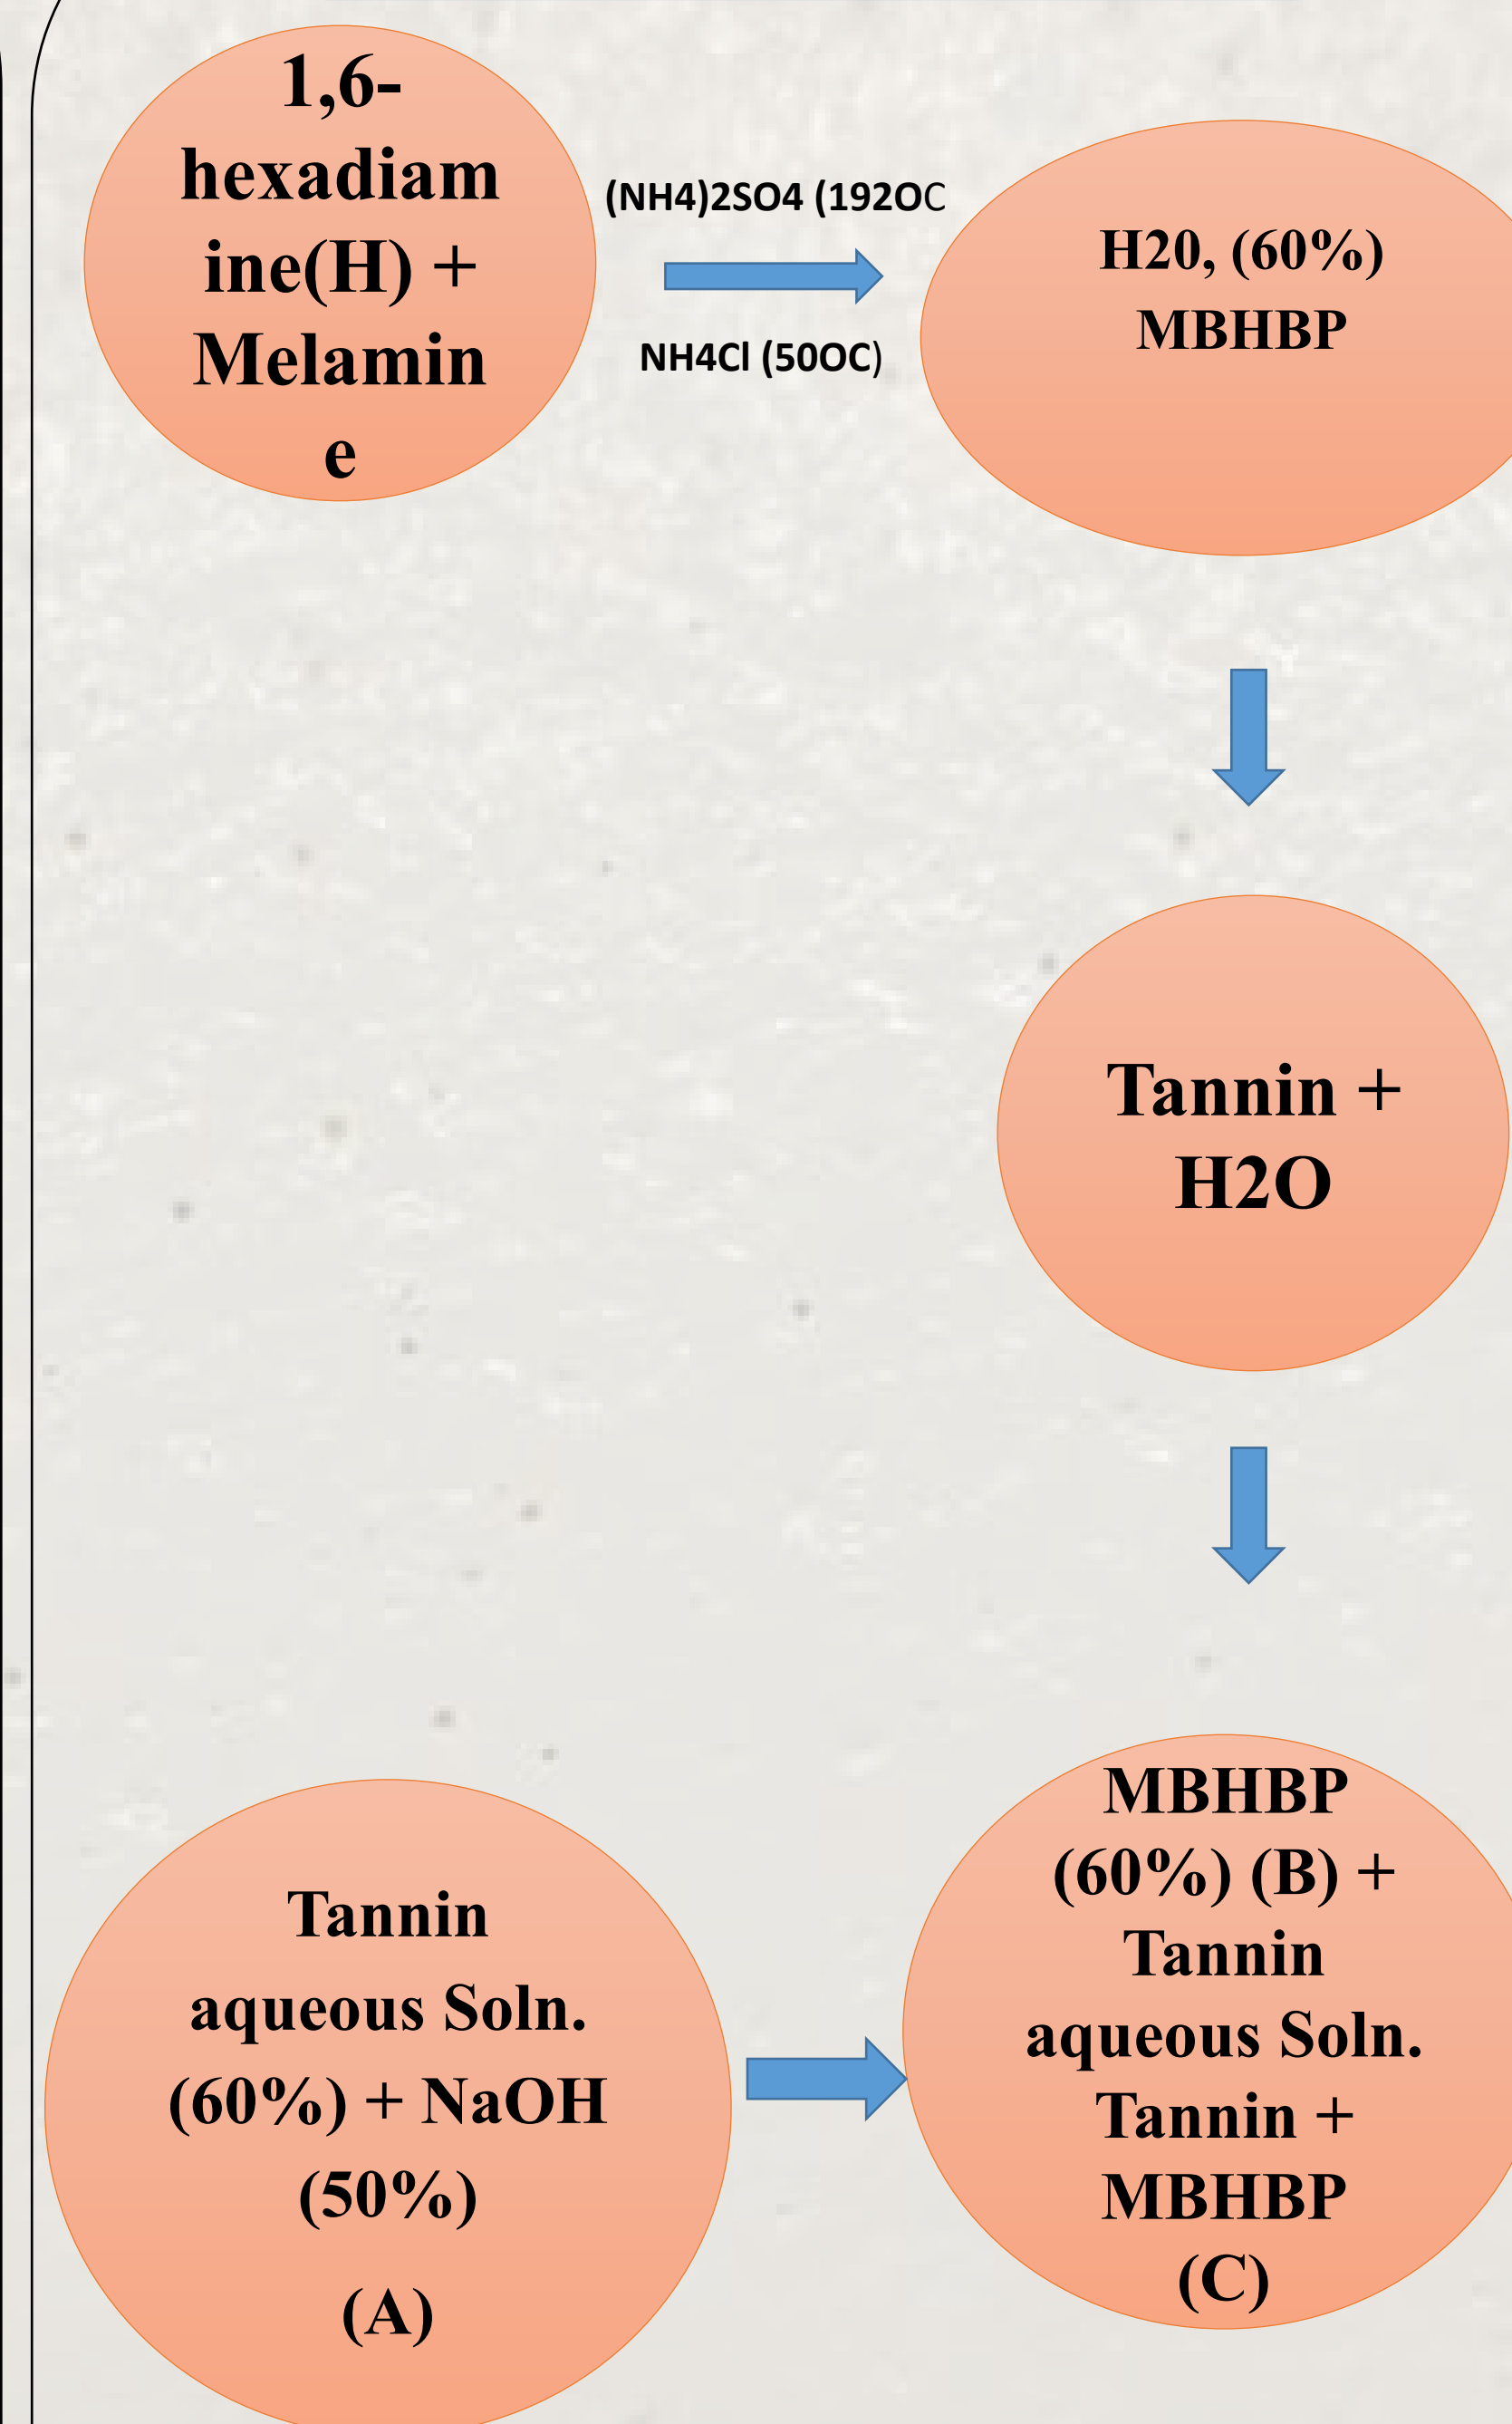 1,6-
hexadiam
ine(H) +
Melamin
e
(NH4)2SO4 (192OC
NH4Cl (50OC)
H20, (60%)
MBHBP
Tannin +
H2O
Tannin
aqueous Soln.
(60%) + NaOH
(50%)
(A)
MBHBP
(60%) (B) +
Tannin
aqueous Soln.
Tannin +
MBHBP
(C)